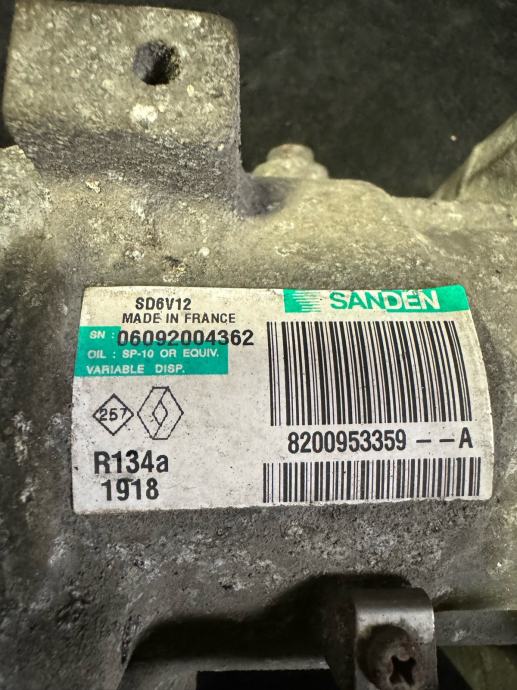 SD6V12
MADE IN FRANCE
SANDEN
SN : 06092004362
OIL : SP-10 OR EQUIV.
VARIABLE DISP.
257
8200953359 -- A
R134a
1918